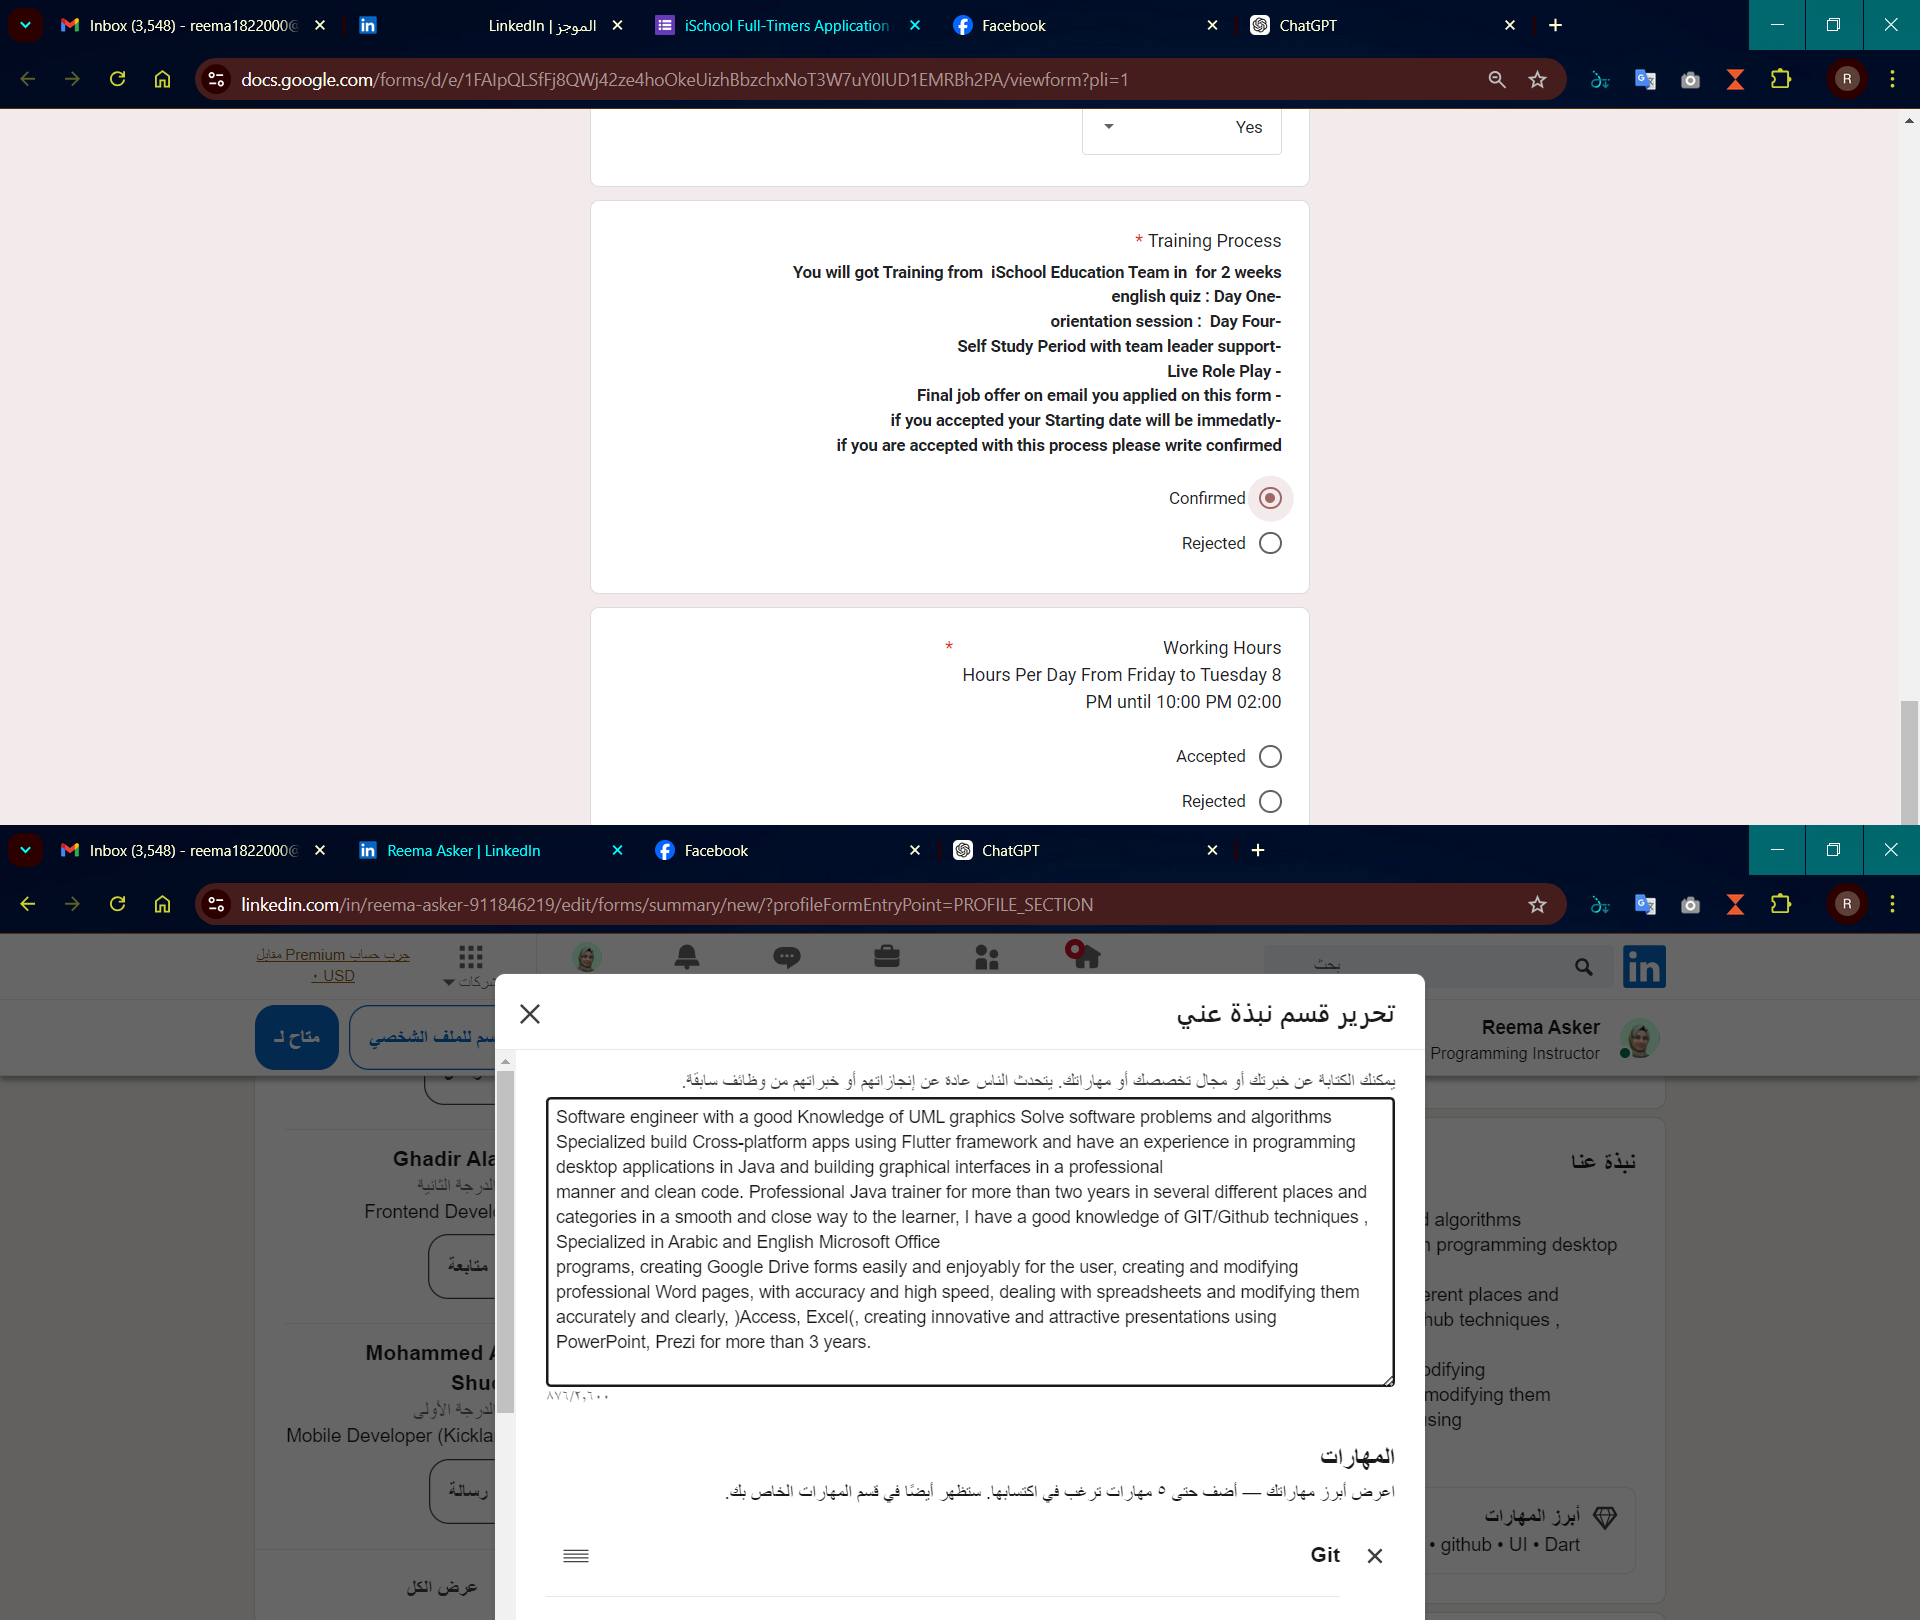 Inbox (3,548) - reema1822000@
الموجز | LinkedIn
iSchool Full-Timers Application
Facebook
ChatGPT
docs.google.com/forms/d/e/1FAIpQLSfFj8QWj42ze4hoOkeUizhBbzchxNoT3W7uY0IUD1EMRBh2PA/viewform?pli=1
R
Yes
* Training Process
You will got Training from iSchool Education Team in for 2 weeks
english quiz : Day One-
orientation session : Day Four-
Self Study Period with team leader support-
Live Role Play -
Final job offer on email you applied on this form -
if you accepted your Starting date will be immedatly-
if you are accepted with this process please write confirmed
Confirmed
Rejected
* Working Hours
Hours Per Day From Friday to Tuesday 8
PM until 10:00 PM 02:00
Accepted
Rejected
Inbox (3,548) - reema1822000@
Reema Asker | LinkedIn
Facebook
ChatGPT
linkedin.com/in/reema-asker-911846219/edit/forms/summary/new/?profileFormEntryPoint=PROFILE_SECTION
R
جرب حساب Premium مقابل
٠ USD
بحث
in
Reema Asker
Programming Instructor
متاح لـ
سم للملف الشخصي
تحرير قسم نبذة عني
يمكنك الكتابة عن خبرتك أو مجال تخصصك أو مهاراتك. يتحدث الناس عادة عن إنجازاتهم أو خبراتهم من وظائف سابقة.
Software engineer with a good Knowledge of UML graphics Solve software problems and algorithms
Specialized build Cross-platform apps using Flutter framework and have an experience in programming
desktop applications in Java and building graphical interfaces in a professional
manner and clean code. Professional Java trainer for more than two years in several different places and
categories in a smooth and close way to the learner, I have a good knowledge of GIT/Github techniques ,
Specialized in Arabic and English Microsoft Office
programs, creating Google Drive forms easily and enjoyably for the user, creating and modifying
professional Word pages, with accuracy and high speed, dealing with spreadsheets and modifying them
accurately and clearly, )Access, Excel(, creating innovative and attractive presentations using
PowerPoint, Prezi for more than 3 years.
٨٧٦/٢,٦٠٠
المهارات
اعرض أبرز مهاراتك — أضف حتى ٥ مهارات ترغب في اكتسابها. ستظهر أيضًا في قسم المهارات الخاص بك.
Git
Ghadir Ala
الدرجة الثانية
Frontend Devel
متابعة
Mohammed A
Shu
الدرجة الأولى
Mobile Developer (Kickla
رسالة
عرض الكل
نبذة عنا
algorithms
programming desktop
erent places and
hub techniques ,
odifying
modifying them
using
أبرز المهارات
• github • UI • Dart